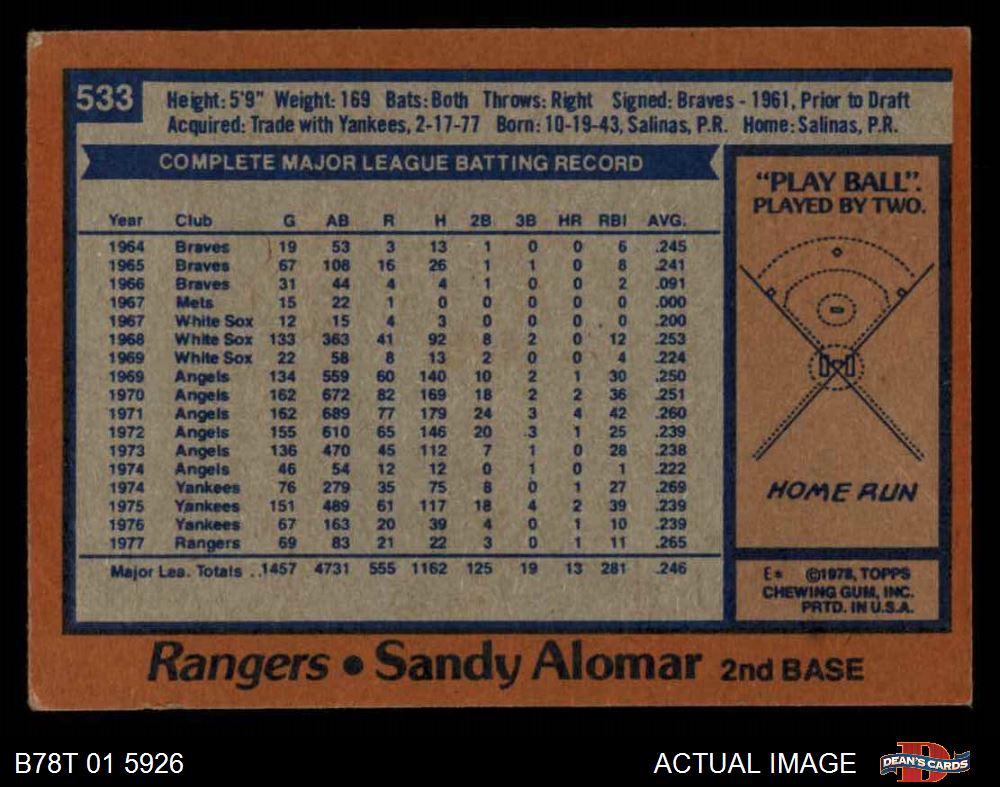 533
Height: 5'9" Weight: 169 Bats: Both Throws: Right Signed: Braves - 1961, Prior to Draft
Acquired: Trade with Yankees, 2-17-77 Born: 10-19-43, Salinas, P.R. Home: Salinas, P.R.
COMPLETE MAJOR LEAGUE BATTING RECORD
Year Club G AB R H 2B 3B HR RBI AVG.
1964 Braves 19 53 3 13 1 0 0 6 .245
1965 Braves 67 108 16 26 1 1 0 8 .241
1966 Braves 31 44 4 4 1 0 0 2 .091
1967 Mets 15 22 1 0 0 0 0 0 .000
1967 White Sox 12 15 4 3 0 0 0 0 .200
1968 White Sox 133 363 41 92 8 2 0 12 .253
1969 White Sox 22 58 8 13 2 0 0 4 .224
1969 Angels 134 559 60 140 10 2 1 30 .250
1970 Angels 162 672 82 169 18 2 2 36 .251
1971 Angels 162 689 77 179 24 3 4 42 .260
1972 Angels 155 610 65 146 20 3 1 25 .239
1973 Angels 136 470 45 112 7 1 0 28 .238
1974 Angels 46 54 12 12 0 1 0 1 .222
1974 Yankees 76 279 35 75 8 0 1 27 .269
1975 Yankees 151 489 61 117 18 4 2 39 .239
1976 Yankees 67 163 20 39 4 0 1 10 .239
1977 Rangers 69 83 21 22 3 0 1 11 .265
Major Lea. Totals ..1457 4731 555 1162 125 19 13 281 .246
"PLAY BALL".
PLAYED BY TWO.
HOME RUN
E* ©1978, TOPPS
CHEWING GUM, INC.
PRTD. IN U.S.A.
Rangers • Sandy Alomar 2nd BASE
B78T 01 5926
ACTUAL IMAGE
DEAN'S CARDS